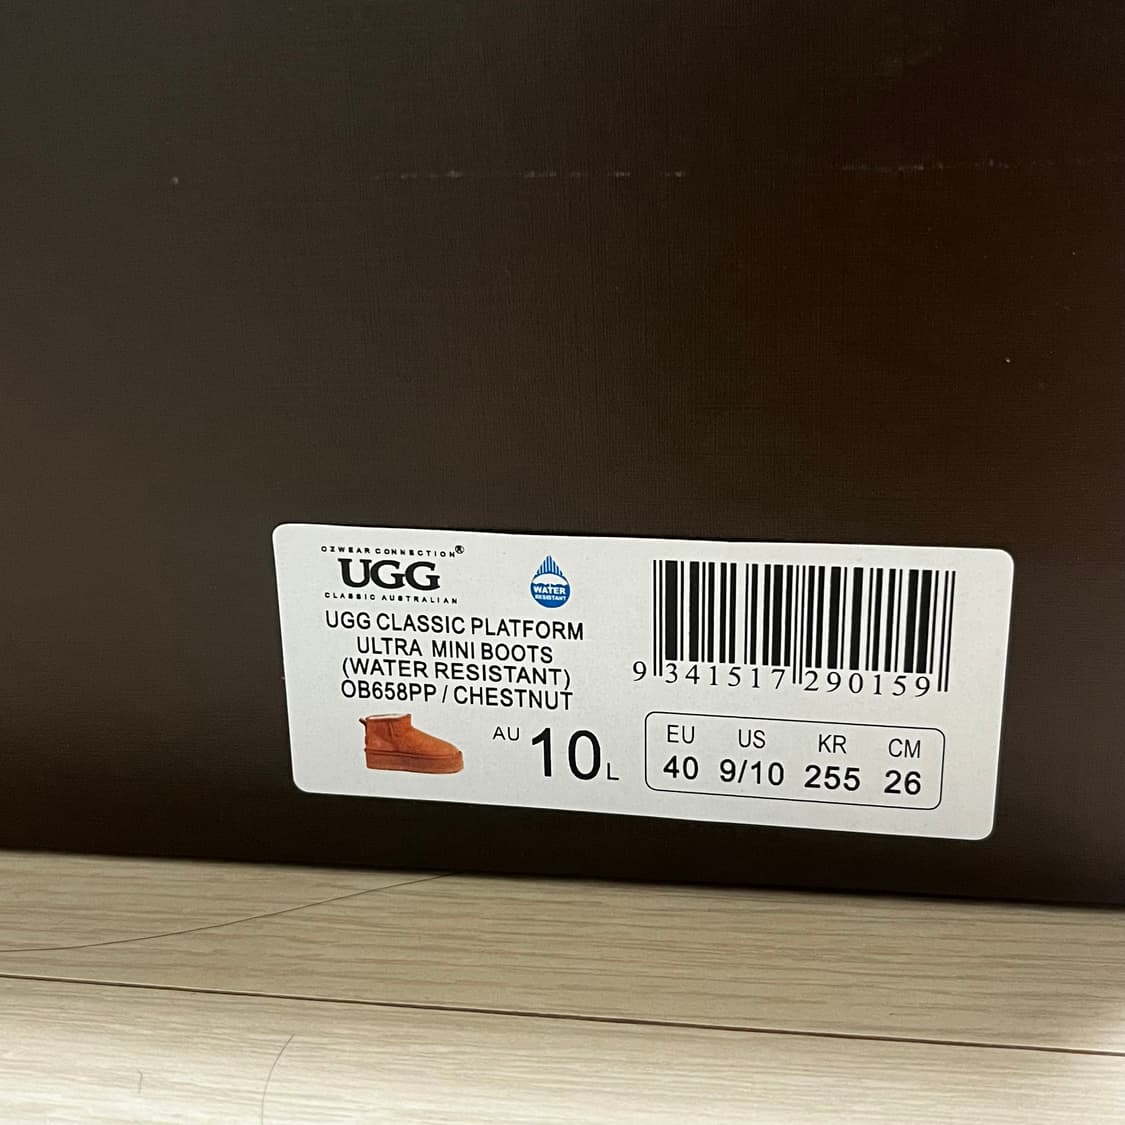 OZWEAR CONNECTION®
UGG
CLASSIC AUSTRALIAN
WATER
RESISTANT
UGG CLASSIC PLATFORM
ULTRA MINI BOOTS
(WATER RESISTANT)
OB658PP / CHESTNUT
AU 10 L
9 341517 290159
EU US KR CM
40 9/10 255 26